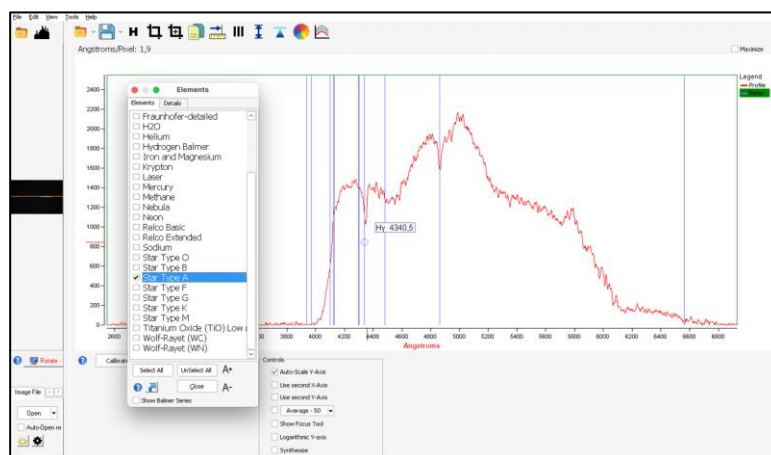 File Edit View Tools Help
Angstroms/Pixel: 1,9
Maximize
Legend
Profile
Elements
Elements Details
Fraunhofer-detailed
H2O
Helium
Hydrogen Balmer
Iron and Magnesium
Krypton
Laser
Mercury
Methane
Nebula
Neon
Relco Basic
Relco Extended
Sodium
Star Type O
Star Type B
Star Type A
Star Type F
Star Type G
Star Type K
Star Type M
Titanium Oxide (TiO) Low
Wolf-Rayet (WC)
Wolf-Rayet (WN)
Select All UnSelect All A+
Close A-
Show Balmer Series
2400
2200
2000
1800
1600
1400
1200
1000
800
600
400
200
0
Hγ 4340,5
2600 4000 4200 4400 4600 4800 5000 5200 5400 5600 5800 6000 6200 6400 6600 6800
Angstroms
Rotate
Image File
Open
Auto-Open
Calibrat
Controls
Auto-Scale Y-Axis
Use second X-Axis
Use second Y-Axis
Average - 50
Show Focus Tool
Logarithmic Y-axis
Synthesize